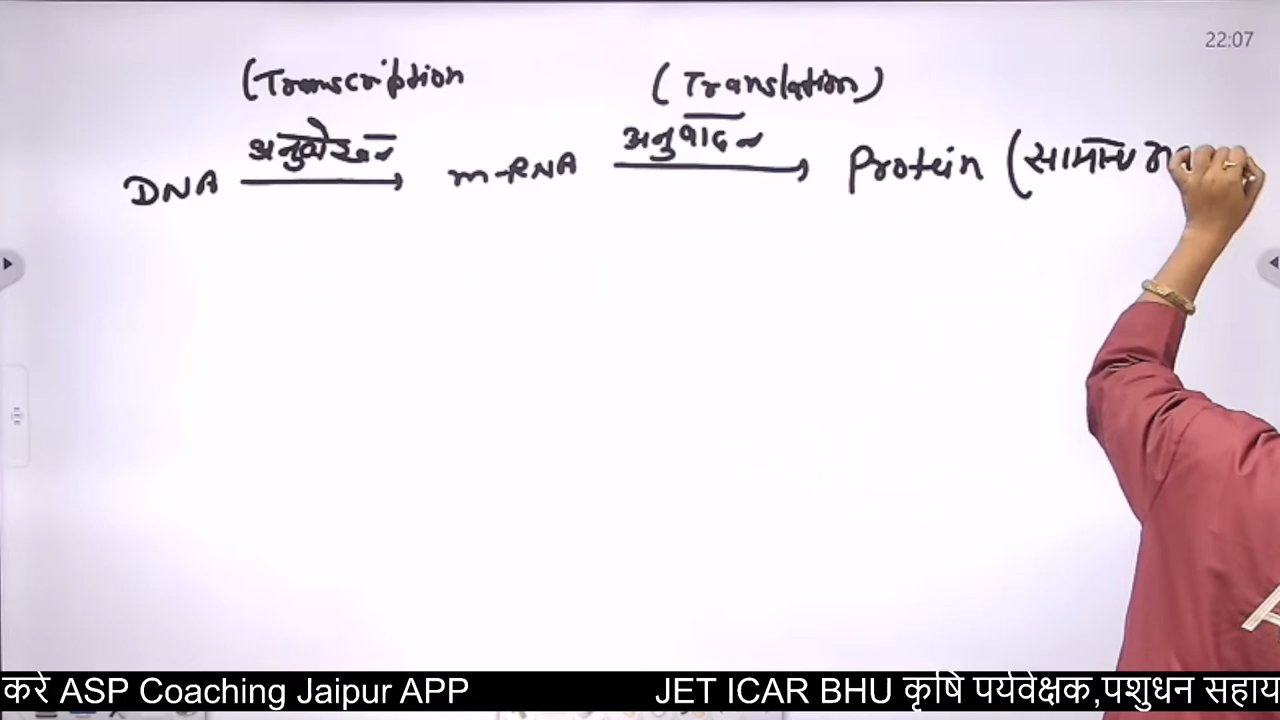 22:07
(Transcription (Translation)
अनुलेखन अनुवादन
DNA m-RNA Protein (सामान्य
करे ASP Coaching Jaipur APP JET ICAR BHU कृषि पर्यवेक्षक,पशुधन सहाय